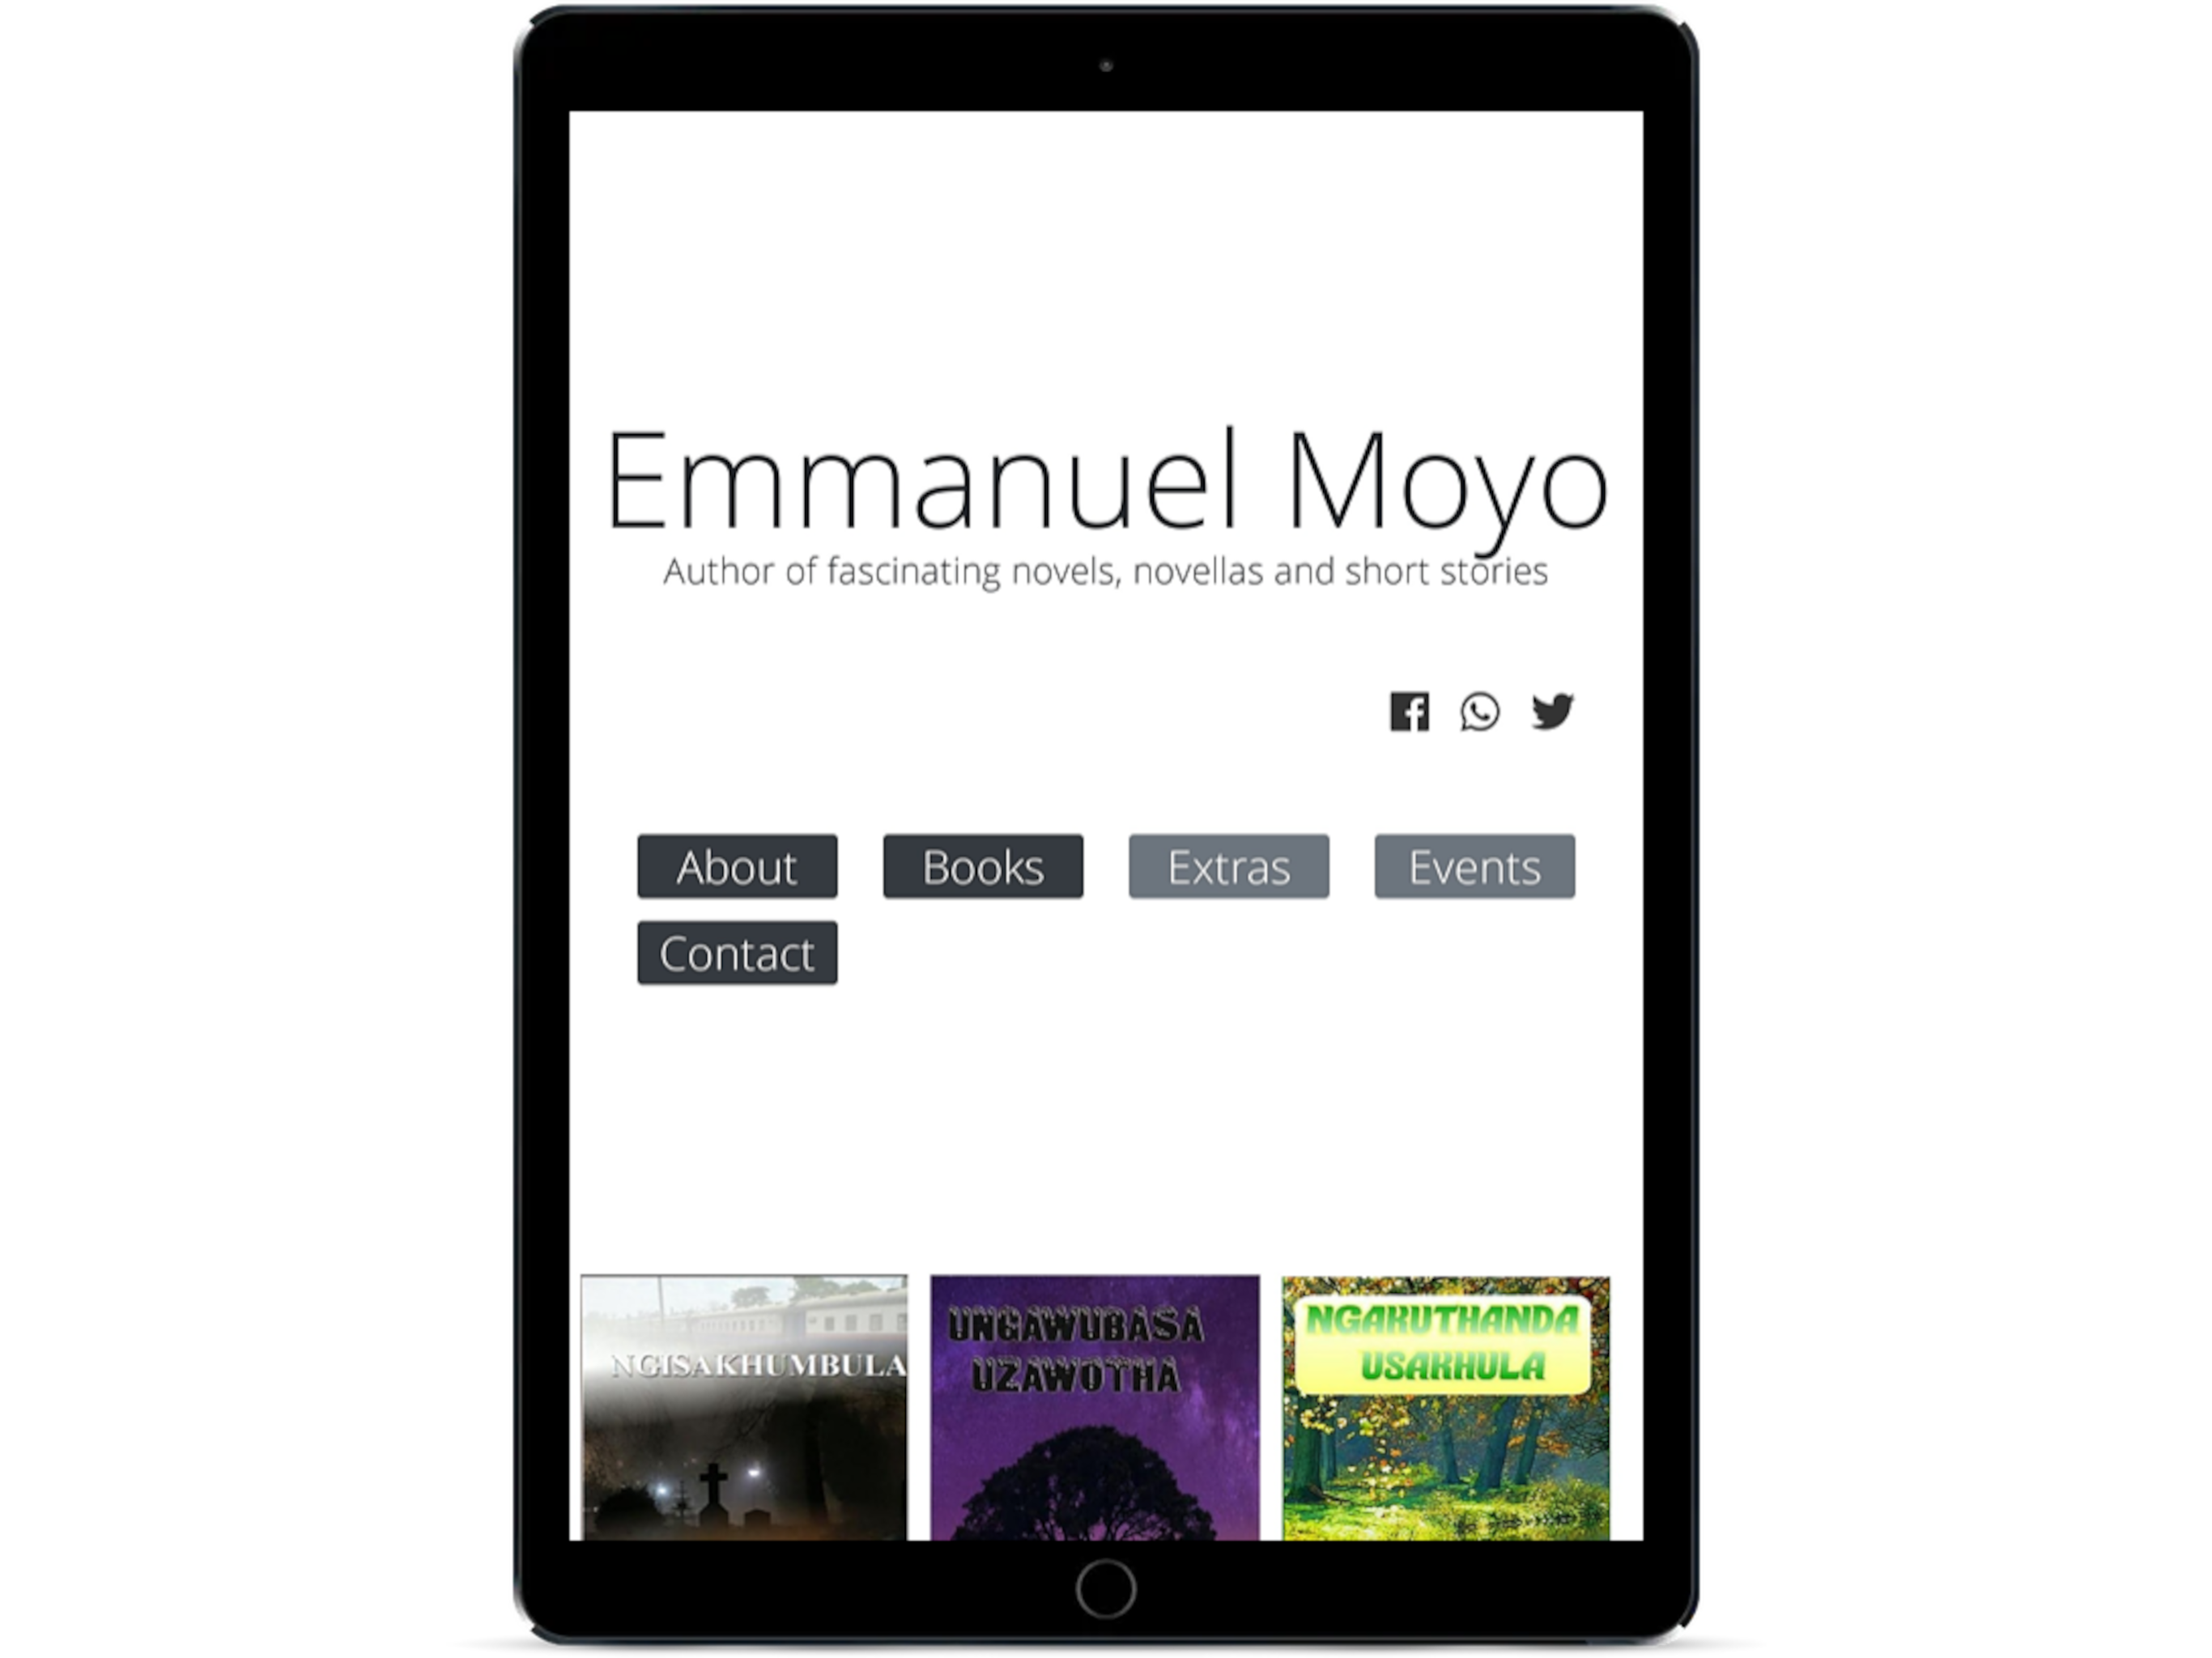 Emmanuel Moyo
Author of fascinating novels, novellas and short stories
About
Books
Extras
Events
Contact
NGISAKHUMBULA
UNGAWUBASA
UZAWOTHA
NGAKUTHANDA
USAKHULA